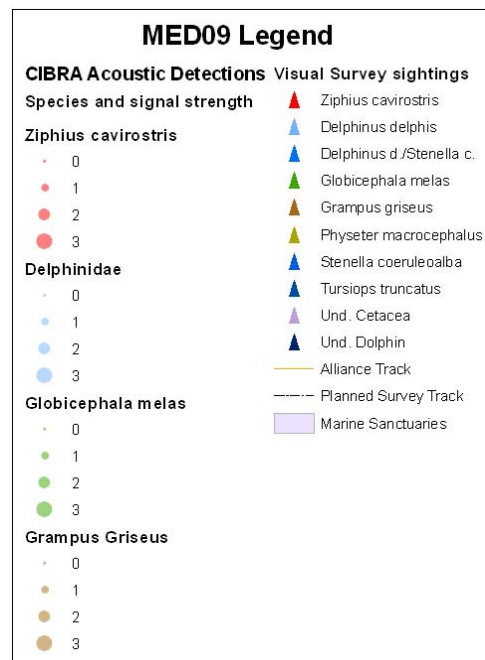 MED09 Legend
CIBRA Acoustic Detections
Species and signal strength
Ziphius cavirostris
0
1
2
3
Delphinidae
0
1
2
3
Globicephala melas
0
1
2
3
Grampus Griseus
0
1
2
3
Visual Survey sightings
Ziphius cavirostris
Delphinus delphis
Delphinus d./Stella c.
Globicephala melas
Grampus griseus
Physeter macrocephalus
Stenella coeruleoalba
Tursiops truncatus
Und. Cetacea
Und. Dolphin
Alliance Track
Planned Survey Track
Marine Sanctuaries